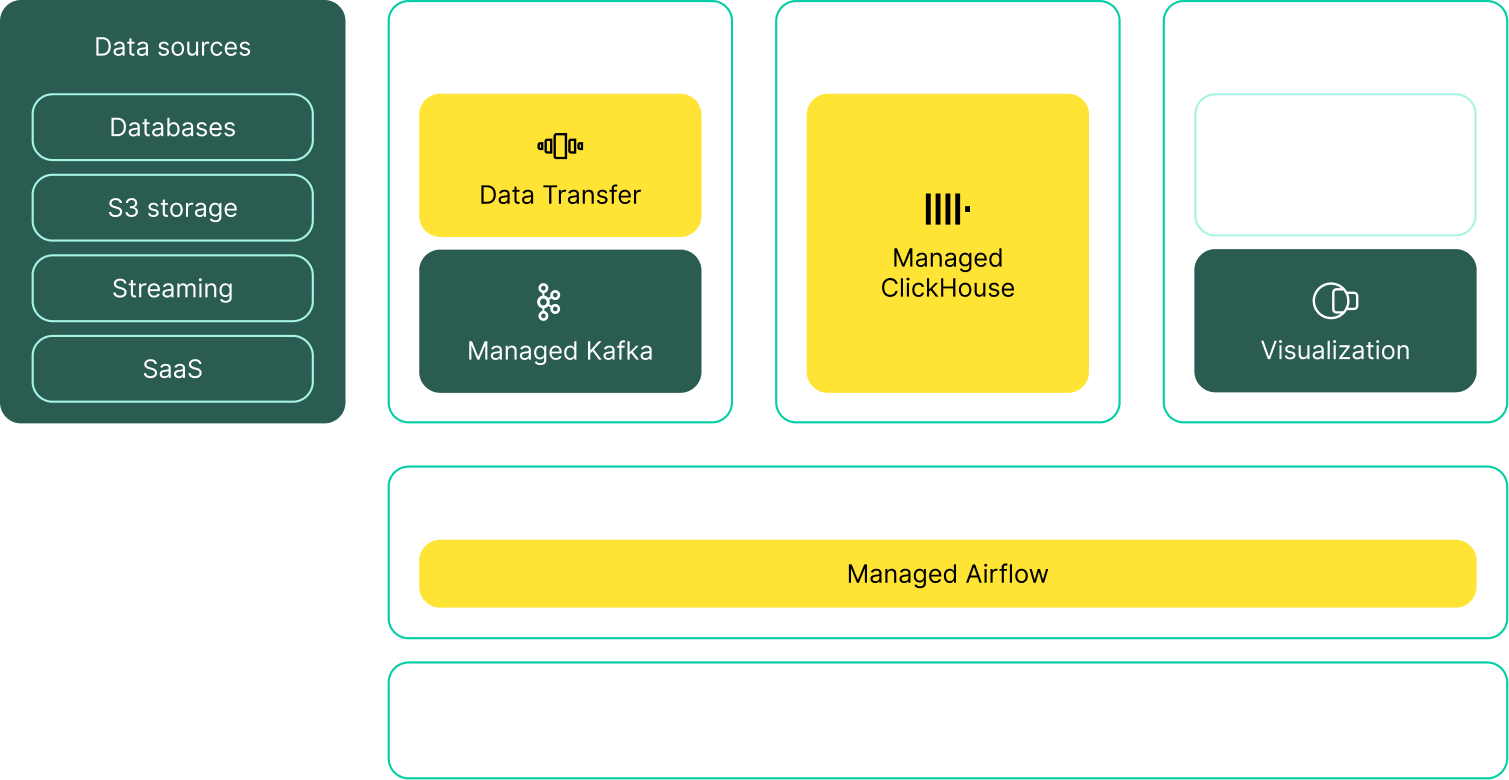 Data sources
Databases
S3 storage
Streaming
SaaS
Data Transfer
Managed Kafka
Managed
ClickHouse
Visualization
Managed Airflow